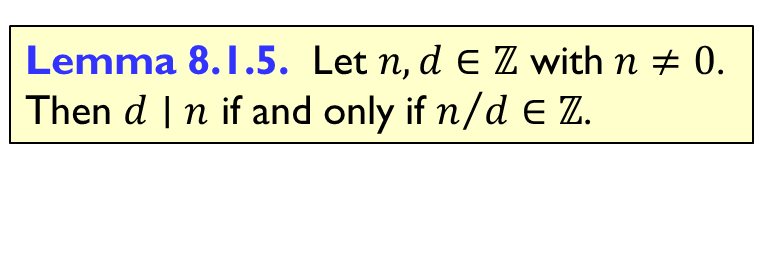 Lemma 8.1.5. Let n, d ∈ ℤ with n ≠ 0.
Then d | n if and only if n/d ∈ ℤ.